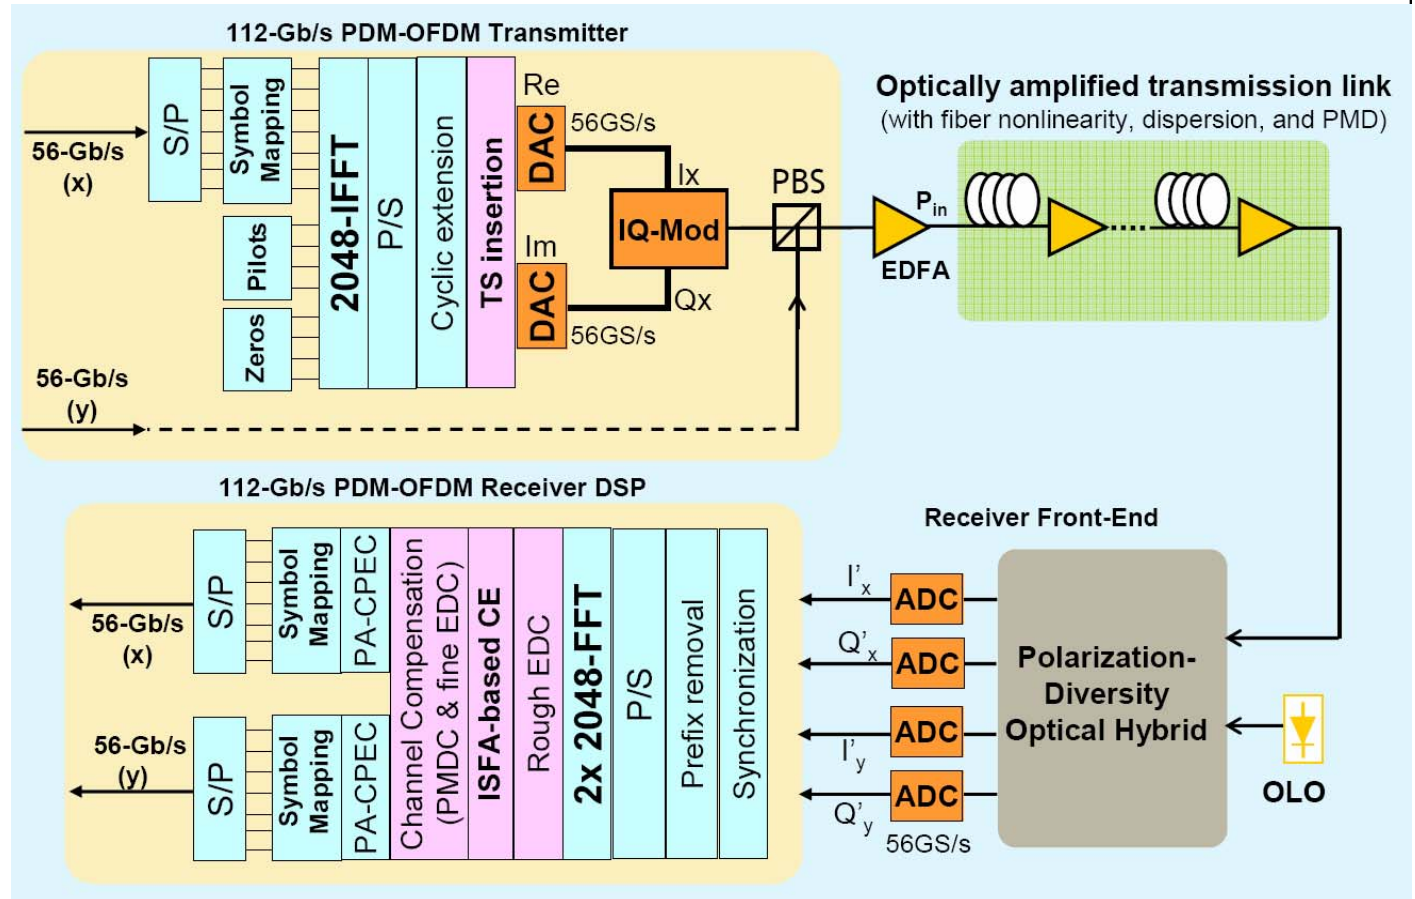 112-Gb/s PDM-OFDM Transmitter
56-Gb/s
(x)
S/P
Symbol
Mapping
Pilots
Zeros
2048-IFFT
P/S
Cyclic extension
TS insertion
Re
DAC
56GS/s
Im
DAC
56GS/s
Ix
IQ-Mod
Qx
PBS
56-Gb/s
(y)
Optically amplified transmission link
(with fiber nonlinearity, dispersion, and PMD)
Pin
EDFA
112-Gb/s PDM-OFDM Receiver DSP
56-Gb/s
(x)
S/P
Symbol
Mapping
PA-CPEC
56-Gb/s
(y)
S/P
Symbol
Mapping
PA-CPEC
Channel Compensation
(PMDC & fine EDC)
ISFA-based CE
Rough EDC
2x 2048-FFT
P/S
Prefix removal
Synchronization
Receiver Front-End
I'x
ADC
Q'x
ADC
I'y
ADC
Q'y
ADC
56GS/s
Polarization-
Diversity
Optical Hybrid
OLO